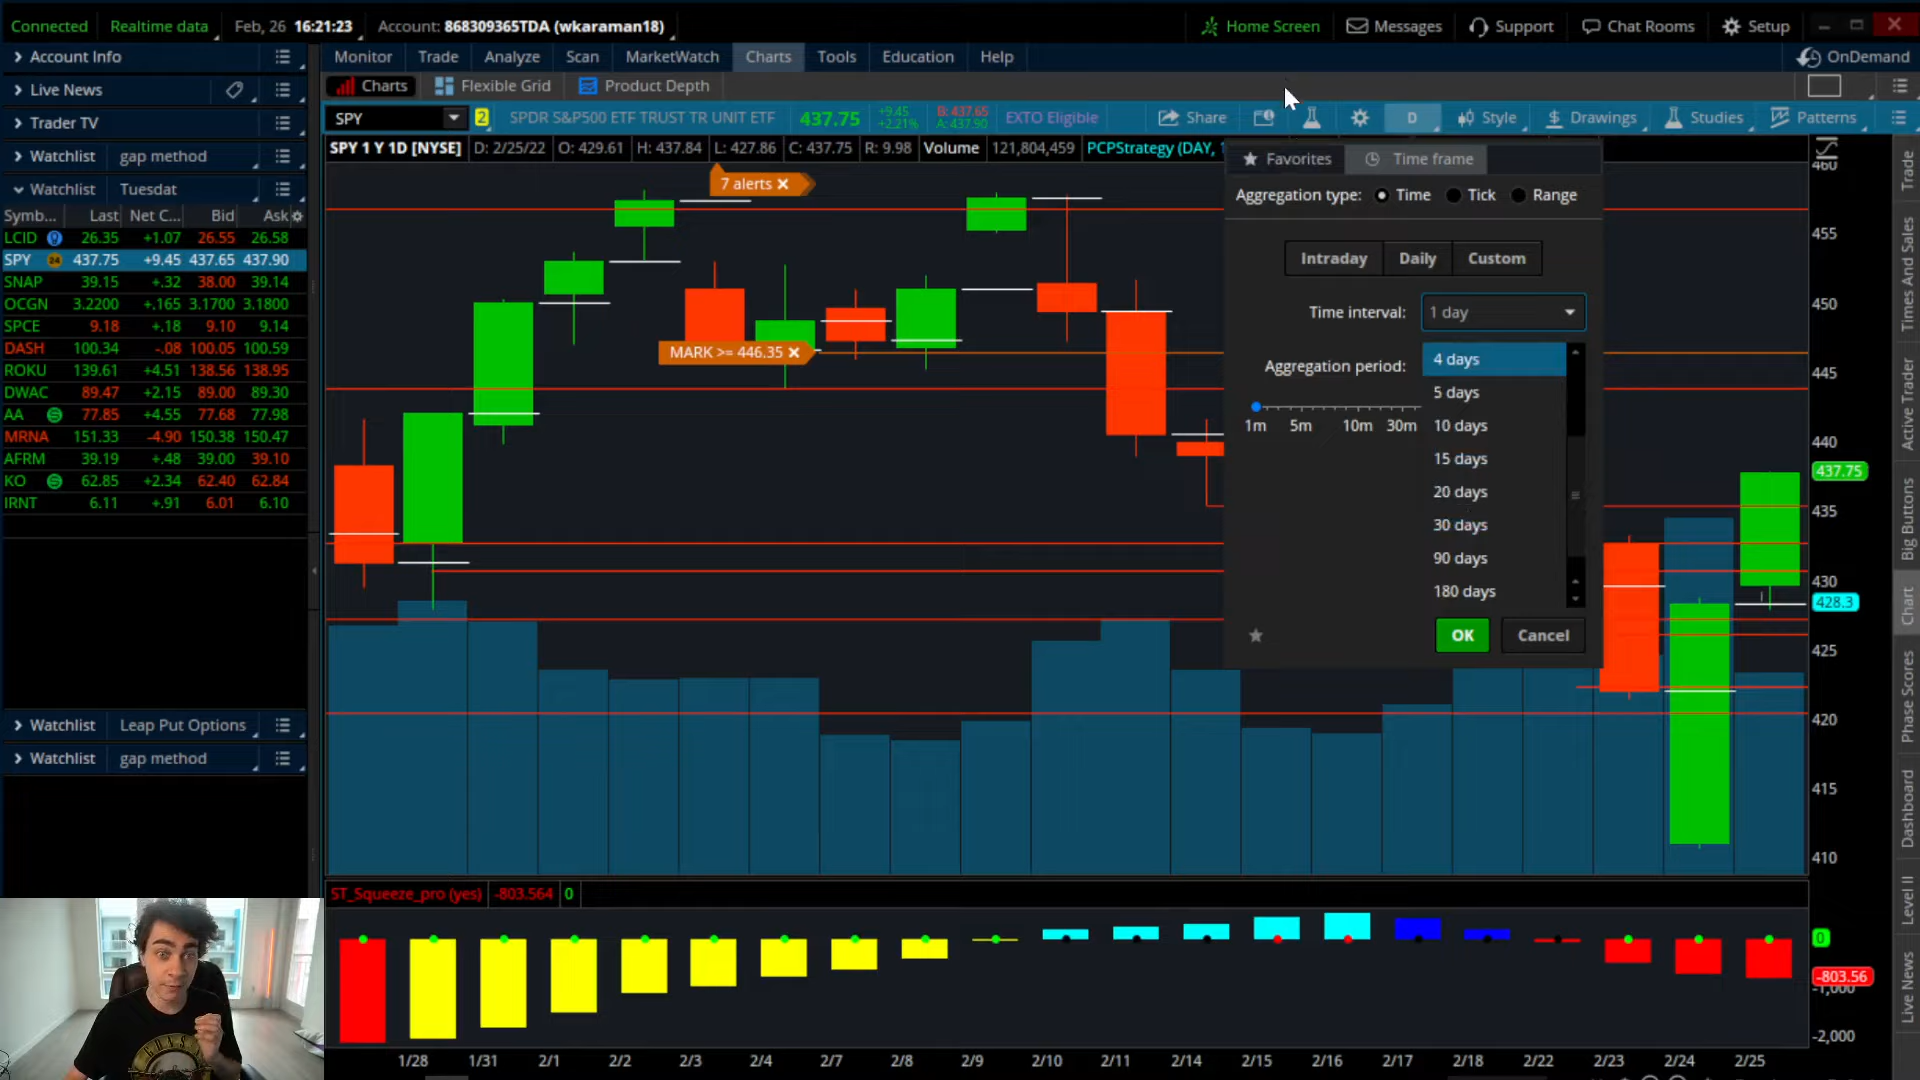 Connected Realtime data Feb, 26 16:21:23 Account: 868309365TDA (wkaraman18) Home Screen Messages Support Chat Rooms Setup
Account Info
Live News
Trader TV
Watchlist gap method
Watchlist Tuesdat
Symb... Last Net C... Bid Ask
LCID 26.35 +1.07 26.55 26.58
SPY 24 437.75 +9.45 437.65 437.90
SNAP 39.15 +.32 38.00 39.14
OCGN 3.2200 +.165 3.1700 3.1800
SPCE 9.18 +.18 9.10 9.14
DASH 100.34 -.08 100.05 100.59
ROKU 139.61 +4.51 138.56 138.95
DWAC 89.47 +2.15 89.00 89.30
AA 77.85 +4.55 77.68 77.98
MRNA 151.33 -4.90 150.38 150.47
AFRM 39.19 +.48 39.00 39.10
KO 62.85 +2.34 62.40 62.84
IRNT 6.11 +.91 6.01 6.10
Watchlist Leap Put Options
Watchlist gap method
Monitor Trade Analyze Scan MarketWatch Charts Tools Education Help OnDemand
Charts Flexible Grid Product Depth
SPY 2 SPDR S&P500 ETF TRUST TR UNIT ETF 437.75 +9.45 +2.21% B: 437.65 A: 437.90 EXTO Eligible Share D Style Drawings Studies Patterns
SPY 1 Y 1D [NYSE] D: 2/25/22 O: 429.61 H: 437.84 L: 427.86 C: 437.75 R: 9.98 Volume 121,804,459 PCPStrategy (DAY, 1
7 alerts
MARK >= 446.35
Favorites Time frame
Aggregation type: Time Tick Range
Intraday Daily Custom
Time interval: 1 day
Aggregation period:
1m 5m 10m 30m
4 days
5 days
10 days
15 days
20 days
30 days
90 days
180 days
OK Cancel
460
455
450
445
440
437.75
435
430
428.3
425
420
415
410
ST_Squeeze_pro (yes) -803.564 0
0
-803.56
-1,000
-2,000
1/28 1/31 2/1 2/2 2/3 2/4 2/7 2/8 2/9 2/10 2/11 2/14 2/15 2/16 2/17 2/18 2/22 2/23 2/24 2/25
Trade
Times And Sales
Active Trader
Big Buttons
Chart
Phase Scores
Dashboard
Level II
Live News